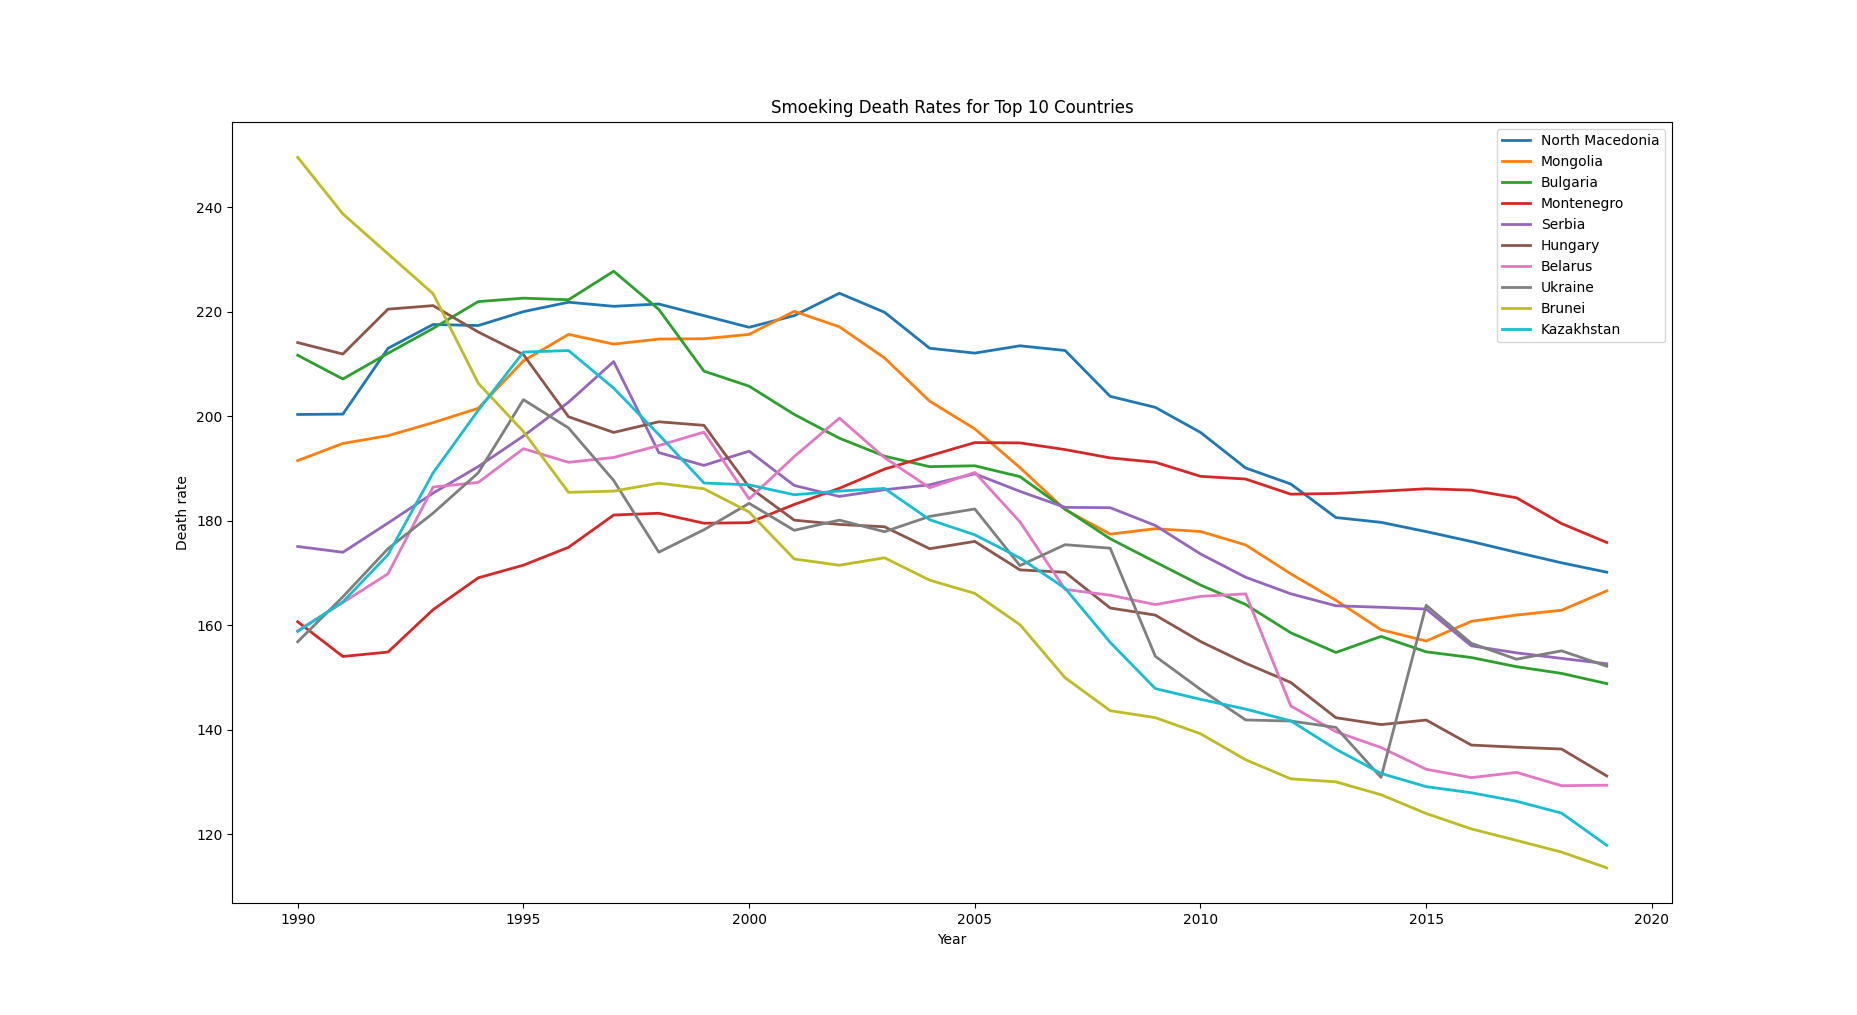 Smoeking Death Rates for Top 10 Countries
North Macedonia
Mongolia
Bulgaria
Montenegro
Serbia
Hungary
Belarus
Ukraine
Brunei
Kazakhstan
240
220
200
180
160
140
120
Death rate
1990 1995 2000 2005 2010 2015 2020
Year